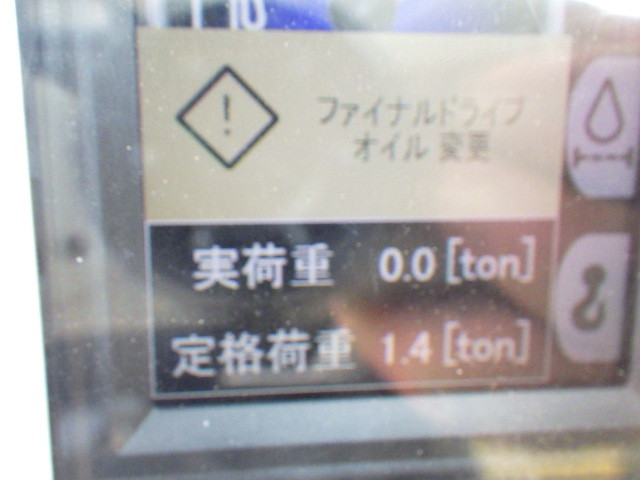 ファイナルドライブ
オイル 変更
実荷重 0.0 [ton]
定格荷重 1.4 [ton]